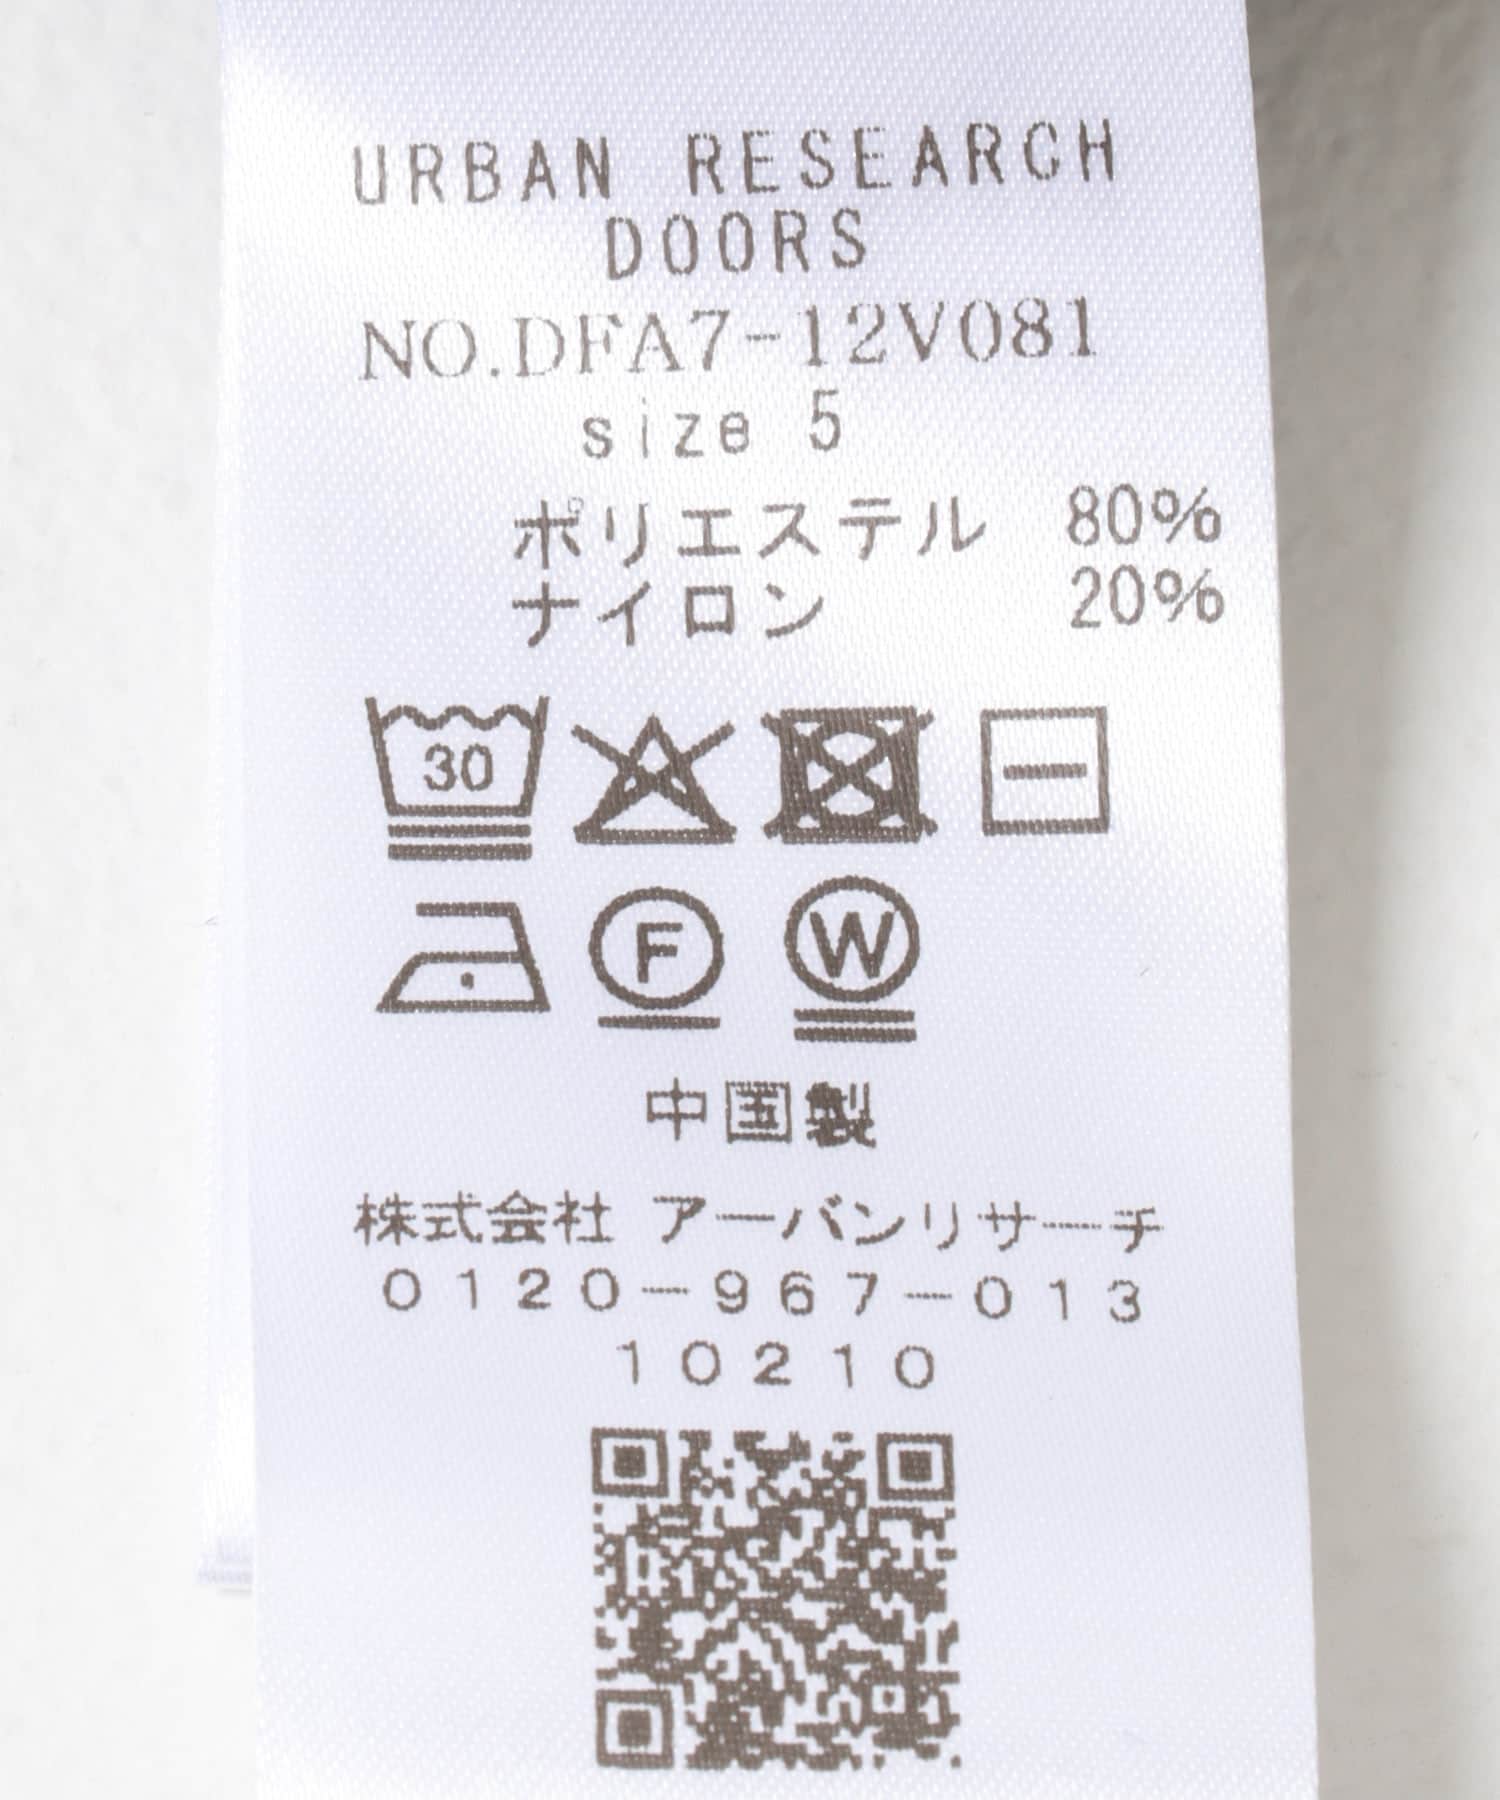 URBAN RESEARCH
DOORS
NO.DFA7-12V081
size 5
ポリエステル 80%
ナイロン 20%
30
F W
中国製
株式会社 アーバンリサーチ
0120-967-013
10210